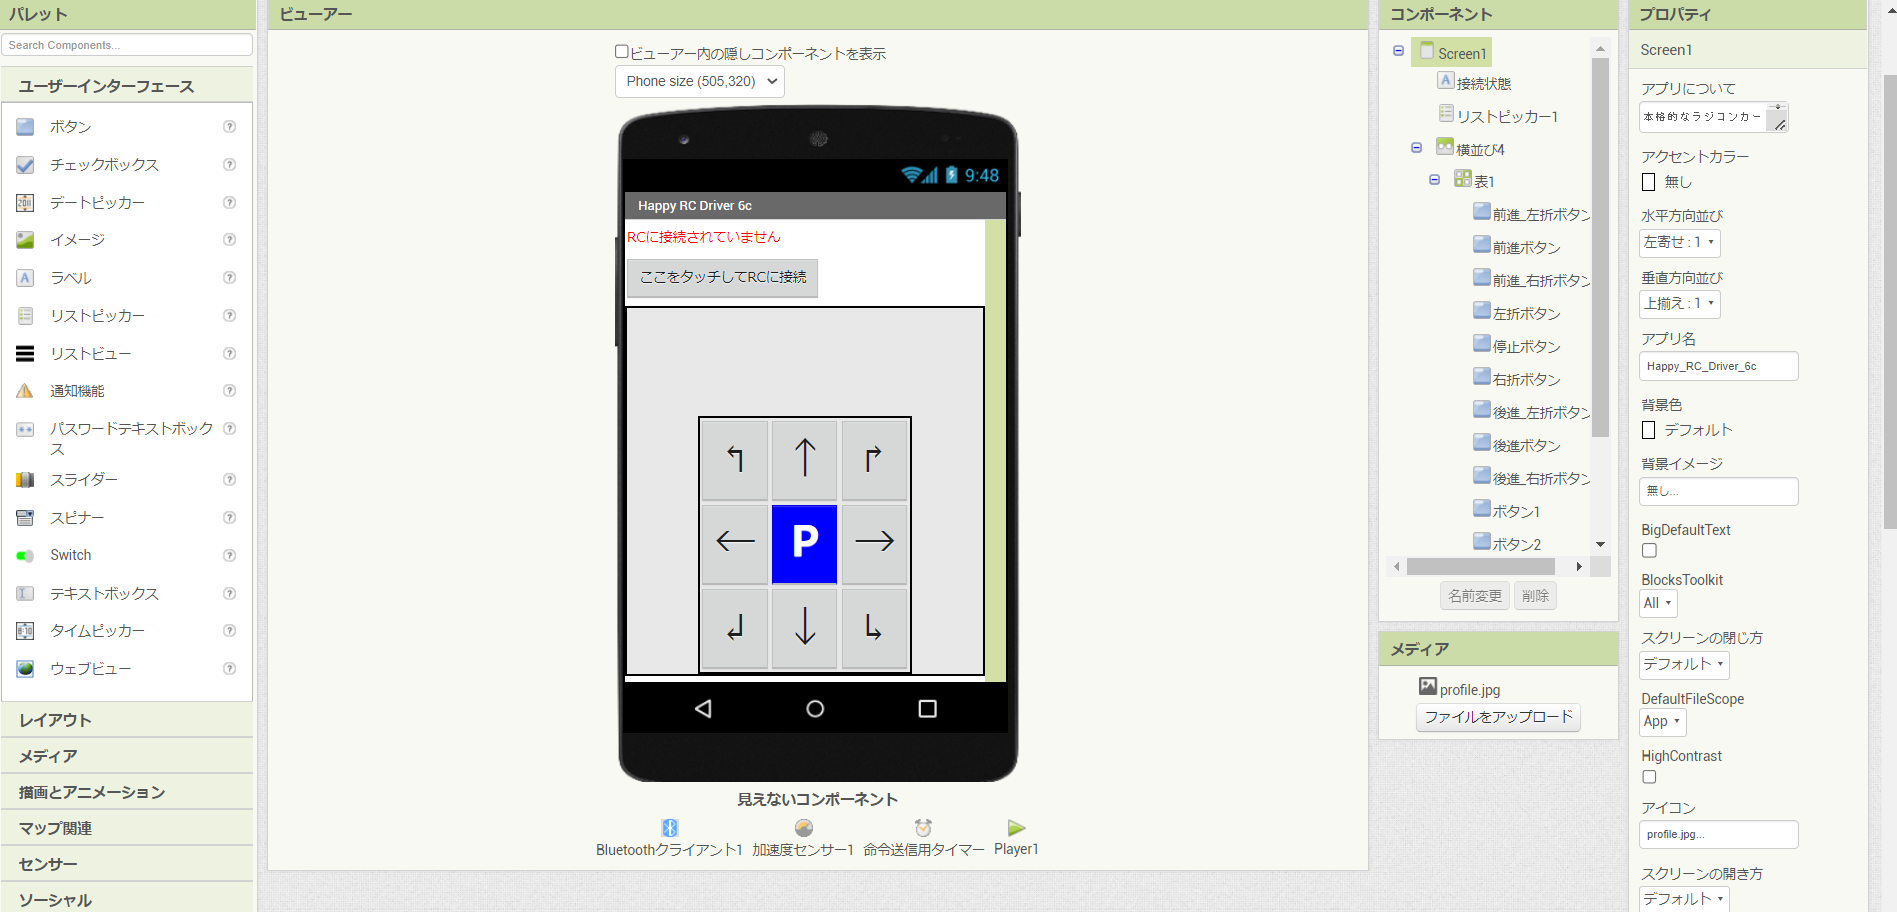 パレット
Search Components...
ユーザーインターフェース
ボタン
チェックボックス
デートピッカー
イメージ
ラベル
リストピッカー
リストビュー
通知機能
パスワードテキストボック
ス
スライダー
スピナー
Switch
テキストボックス
タイムピッカー
ウェブビュー
レイアウト
メディア
描画とアニメーション
マップ関連
センサー
ソーシャル
ビューアー
ビューアー内の隠しコンポーネントを表示
Phone size (505,320)
9:48
Happy RC Driver 6c
RCに接続されていません
ここをタッチしてRCに接続
↰ ↑ ↱
← P →
↲ ↓ ↳
見えないコンポーネント
Bluetoothクライアント1 加速度センサー1 命令送信用タイマー Player1
コンポーネント
Screen1
接続状態
リストピッカー1
横並び4
表1
前進_左折ボタン
前進ボタン
前進_右折ボタン
左折ボタン
停止ボタン
右折ボタン
後進_左折ボタン
後進ボタン
後進_右折ボタン
ボタン1
ボタン2
名前変更 削除
メディア
profile.jpg
ファイルをアップロード
プロパティ
Screen1
アプリについて
本格的なラジコンカー
アクセントカラー
無し
水平方向並び
左寄せ : 1
垂直方向並び
上揃え : 1
アプリ名
Happy_RC_Driver_6c
背景色
デフォルト
背景イメージ
無し...
BigDefaultText
BlocksToolkit
All
スクリーンの閉じ方
デフォルト
DefaultFileScope
App
HighContrast
アイコン
profile.jpg...
スクリーンの開き方
デフォルト